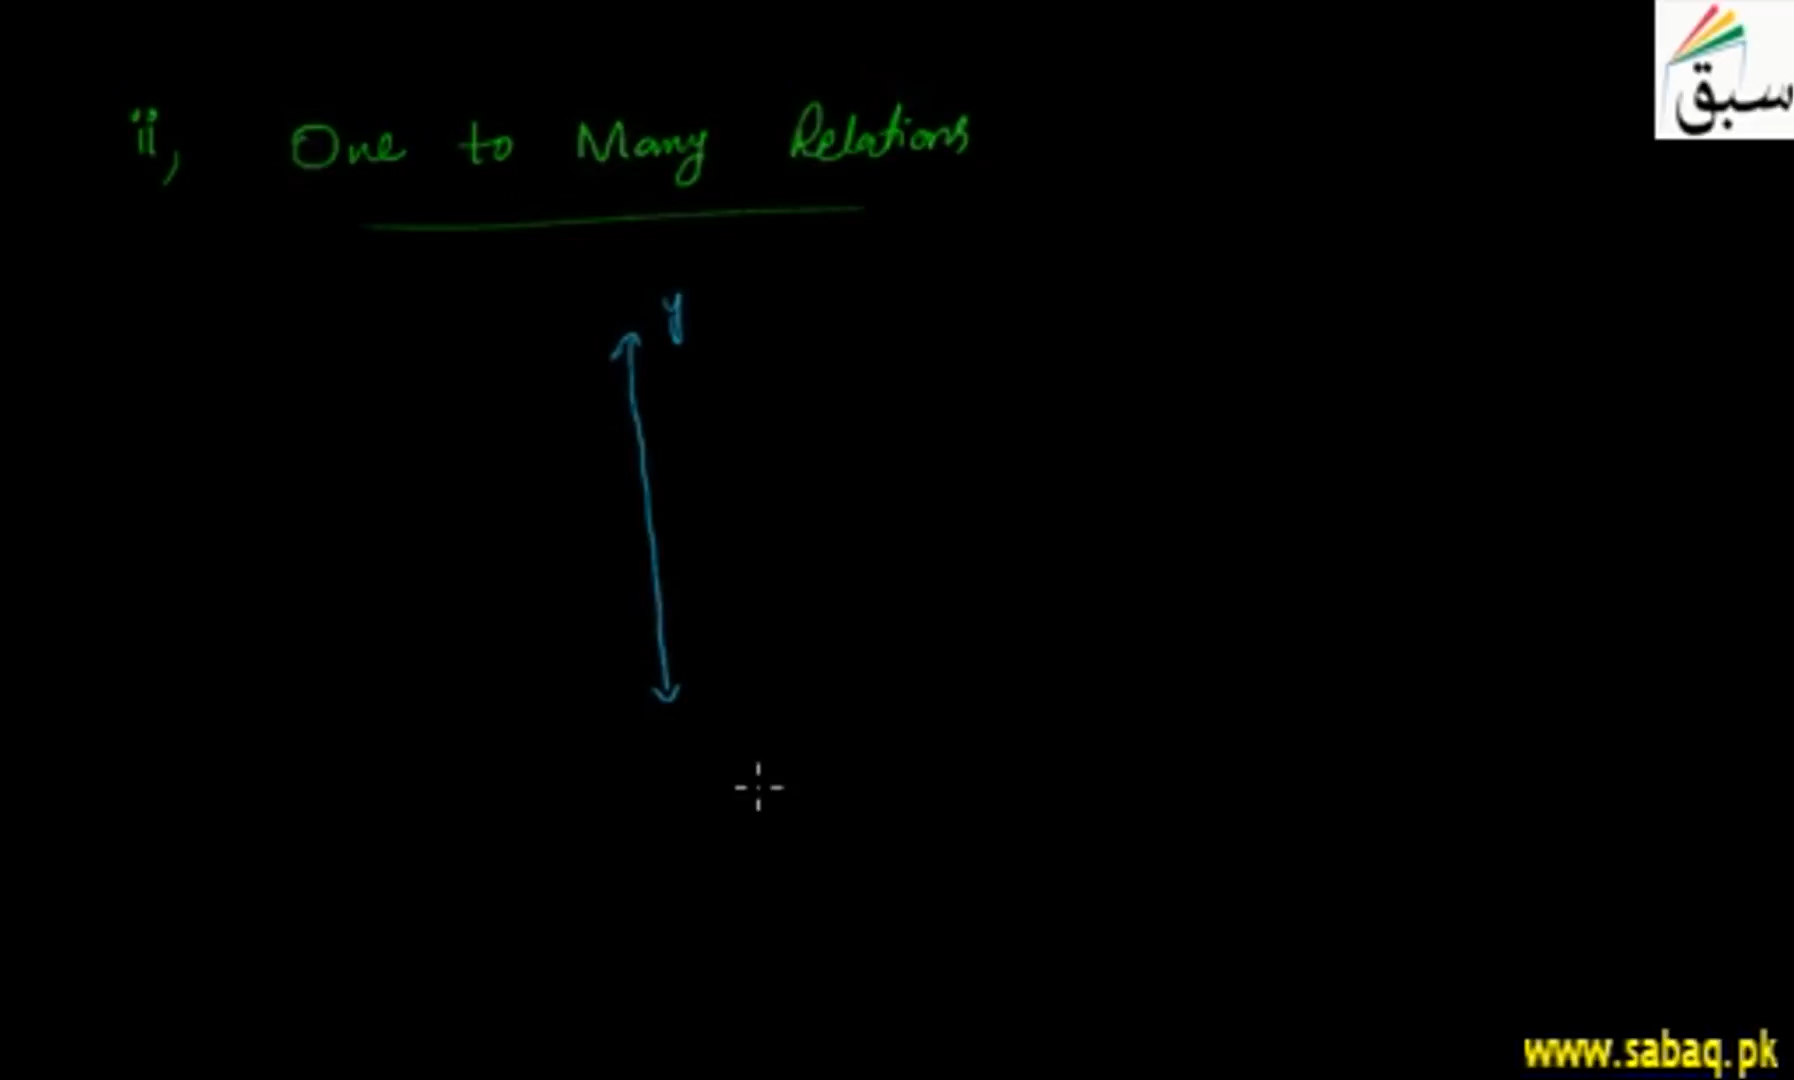 ii, One to Many Relations
سبق
y
www.sabaq.pk